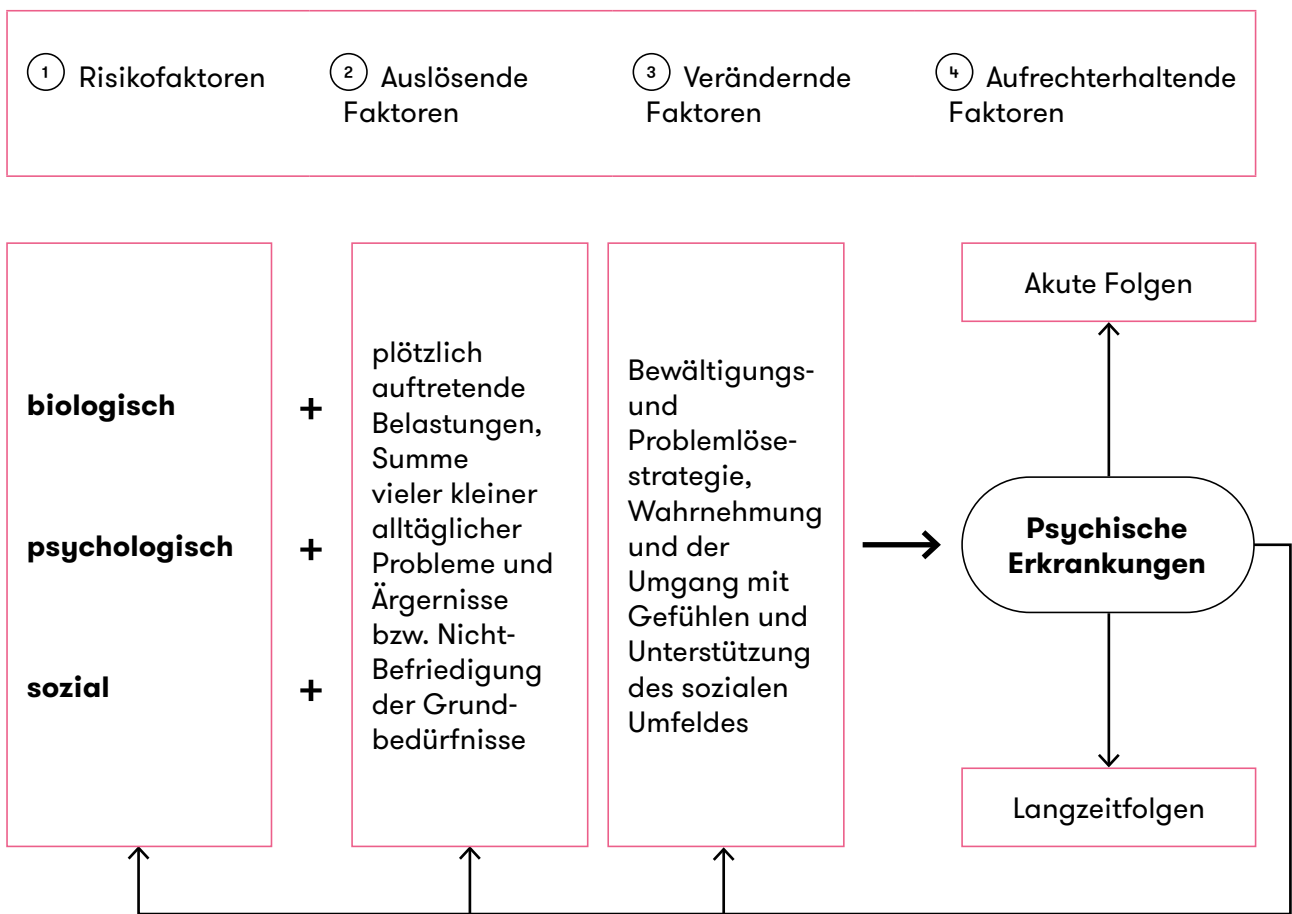 1 Risikofaktoren
2 Auslösende
Faktoren
3 Verändernde
Faktoren
4 Aufrechterhaltende
Faktoren
biologisch
+
psychologisch
+
sozial
+
plötzlich
auftretende
Belastungen,
Summe
vieler kleiner
alltäglicher
Probleme und
Ärgernisse
bzw. Nicht-
Befriedigung
der Grund-
bedürfnisse
Bewältigungs-
und
Problemlöse-
strategie,
Wahrnehmung
und der
Umgang mit
Gefühlen und
Unterstützung
des sozialen
Umfeldes
Akute Folgen
Psychische
Erkrankungen
Langzeitfolgen